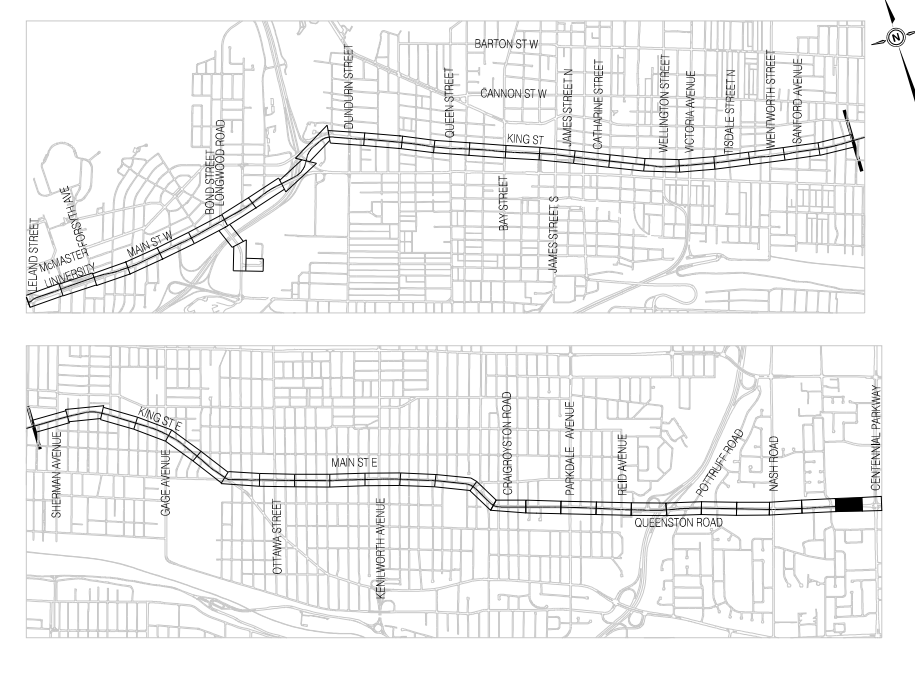 N
BARTON ST W
CANNON ST W
DUNDURN STREET
QUEEN STREET
KING ST
JAMES STREET N
CATHARINE STREET
WELLINGTON STREET
VICTORIA AVENUE
TISDALE STREET N
WENTWORTH STREET
SANFORD AVENUE
BOND STREET
LONGWOOD ROAD
FORSYTH AVE
LELAND STREET
McMASTER
UNIVERSITY
MAIN ST W
BAY STREET
JAMES STREET S
KING ST E
SHERMAN AVENUE
GAGE AVENUE
MAIN ST E
OTTAWA STREET
KENILWORTH AVENUE
CRAIGROYSTON ROAD
PARKDALE AVENUE
REID AVENUE
POTTRUFF ROAD
NASH ROAD
CENTENNIAL PARKWAY
QUEENSTON ROAD